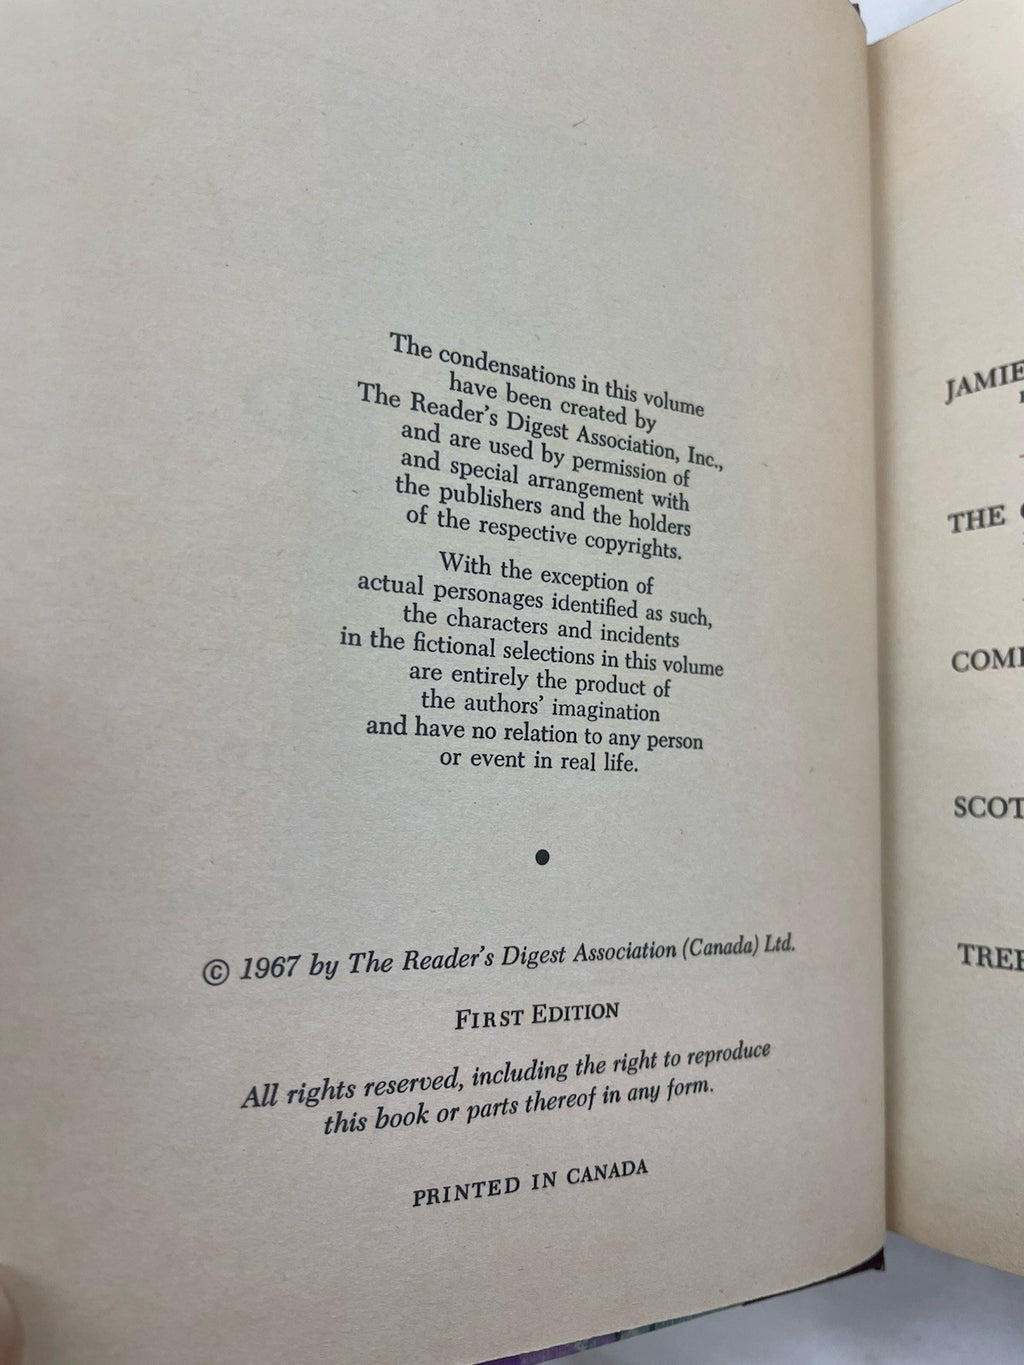 The condensations in this volume
have been created by
The Reader's Digest Association, Inc.,
and are used by permission of
and special arrangement with
the publishers and the holders
of the respective copyrights.
With the exception of
actual personages identified as such,
the characters and incidents
in the fictional selections in this volume
are entirely the product of
the authors' imagination
and have no relation to any person
or event in real life.
© 1967 by The Reader's Digest Association (Canada) Ltd.
FIRST EDITION
All rights reserved, including the right to reproduce
this book or parts thereof in any form.
PRINTED IN CANADA
JAMIE
THE